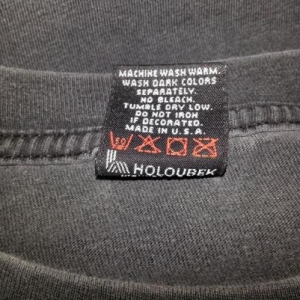 MACHINE WASH WARM.
WASH DARK COLORS
SEPARATELY.
NO BLEACH.
TUMBLE DRY LOW.
DO NOT IRON
IF DECORATED.
MADE IN U.S.A.
HOLOUBEK